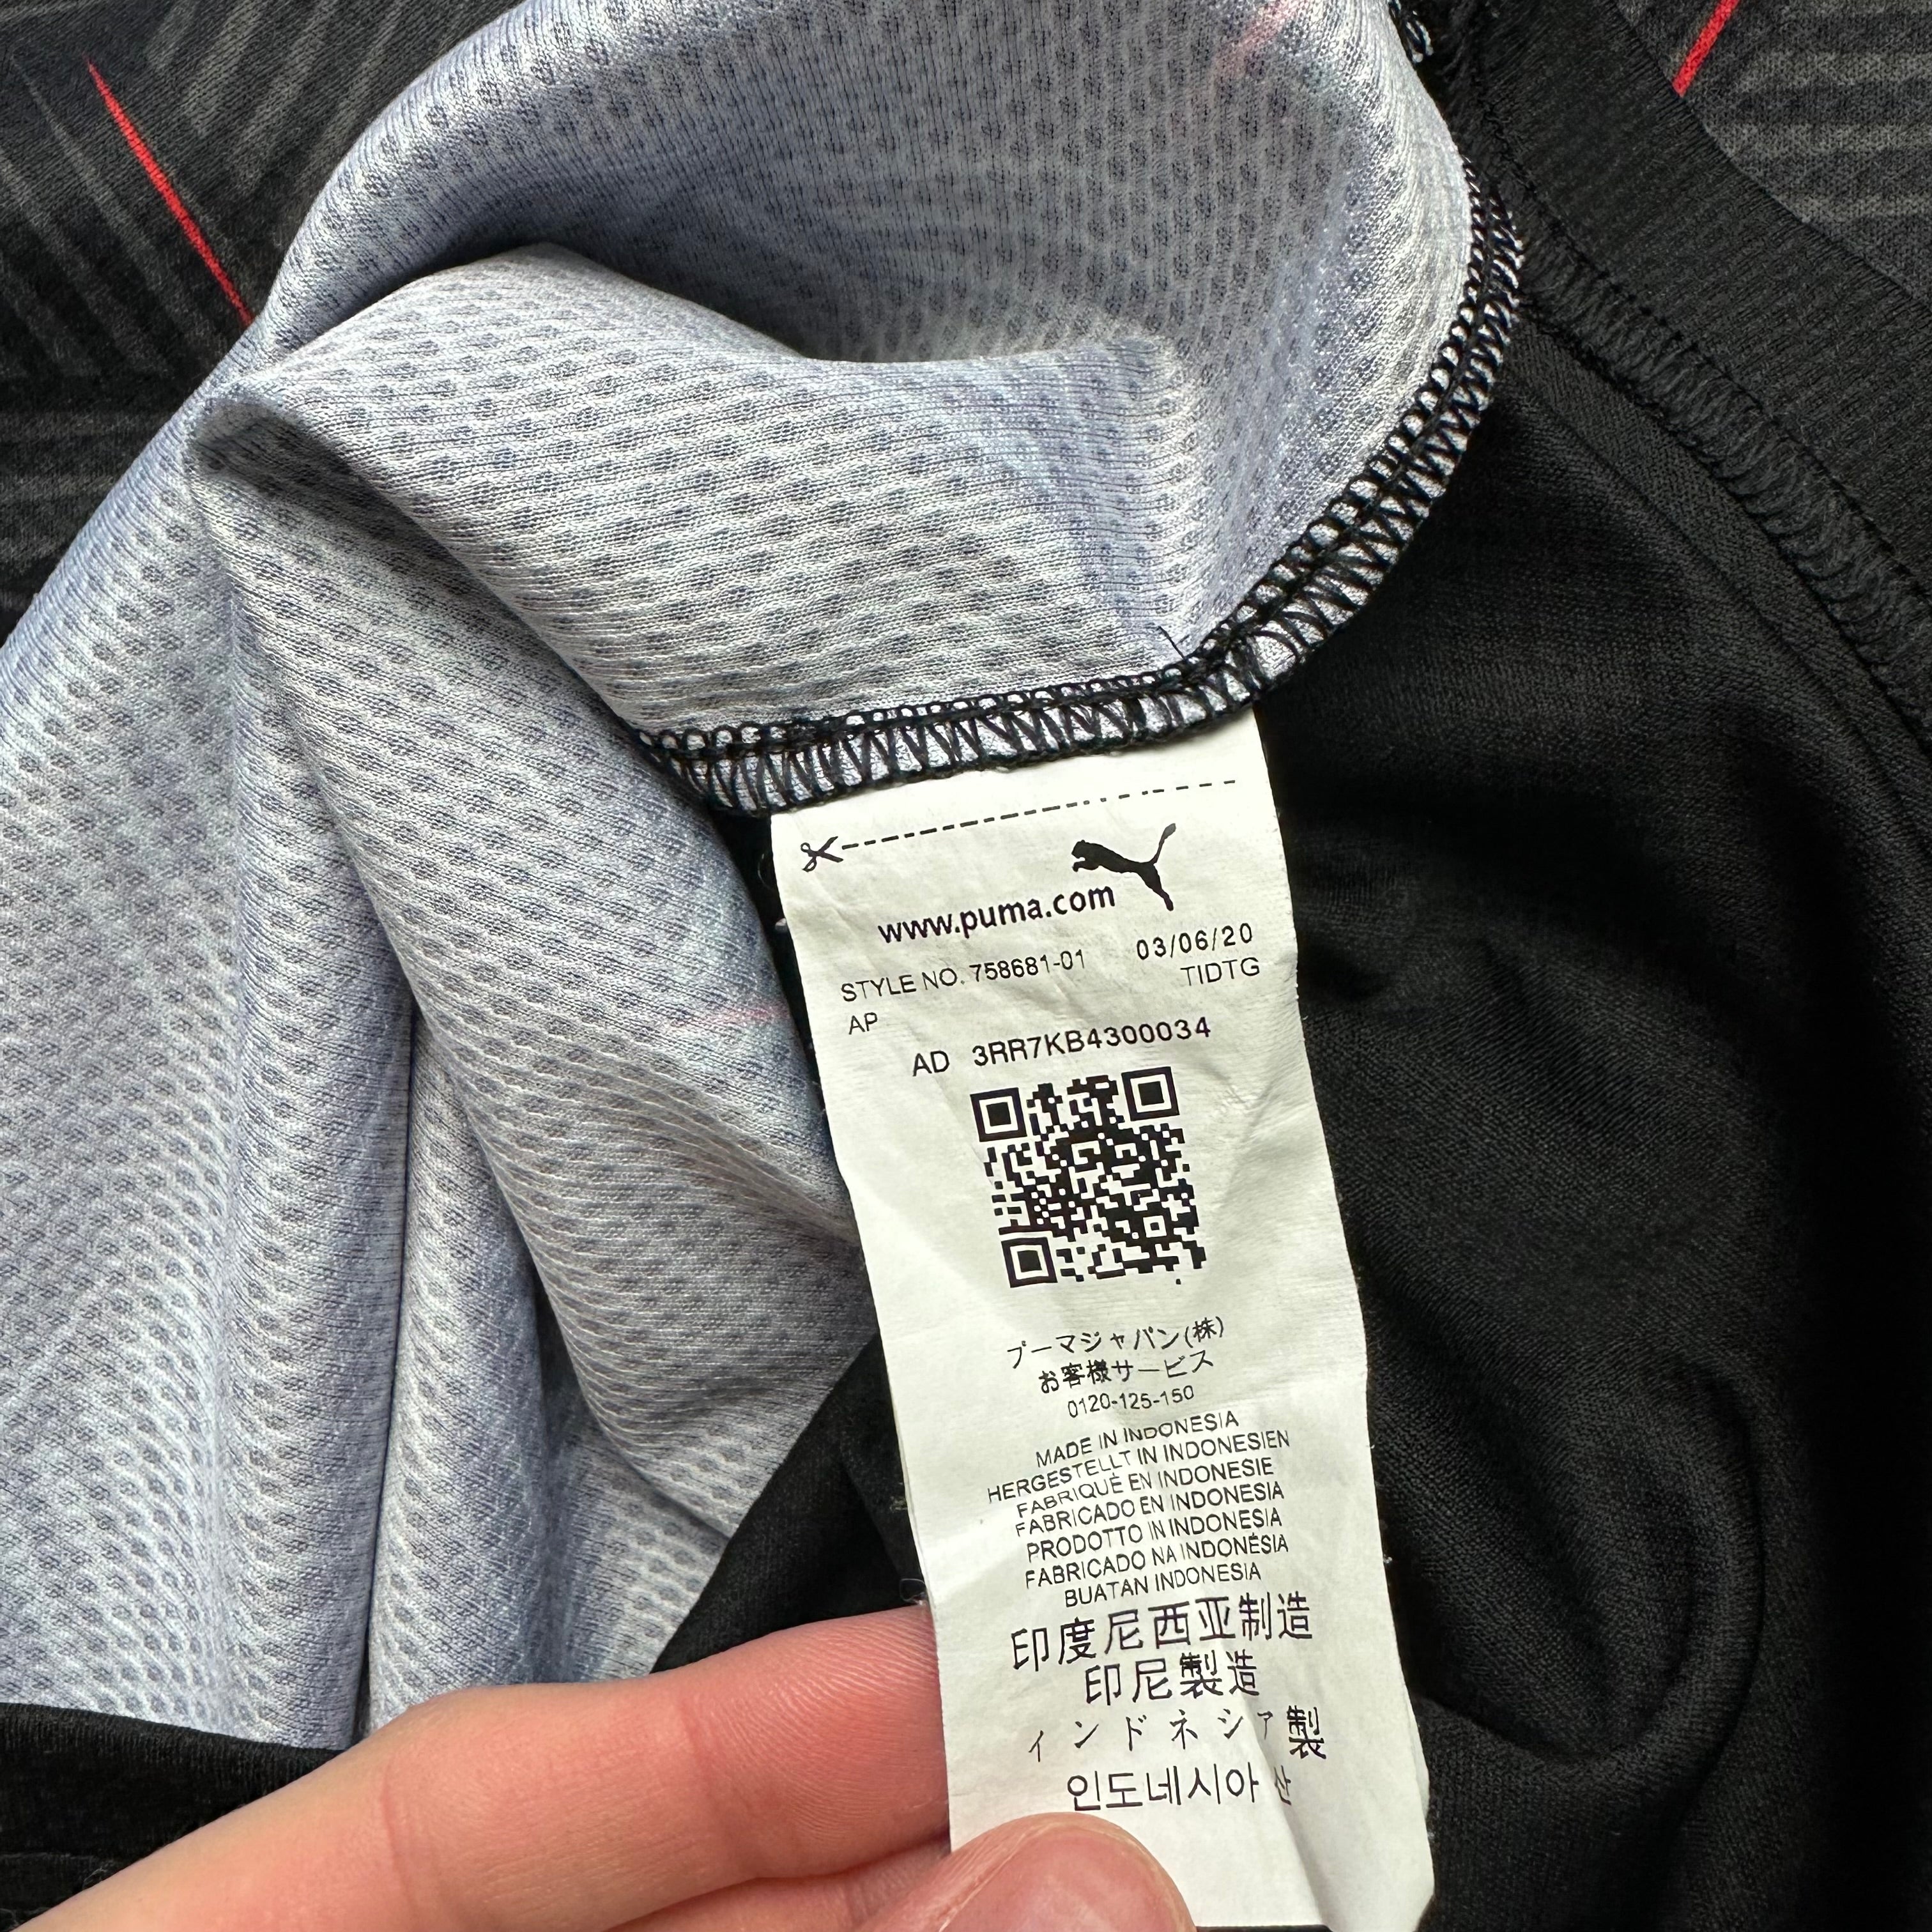 www.puma.com
STYLE NO. 758681-01 03/06/20
AP TIDTG
AD 3RR7KB4300034
プーマジャパン(株)
お客様サービス
0120-125-150
MADE IN INDONESIA
HERGESTELLT IN INDONESIEN
FABRIQUÉ EN INDONESIE
FABRICADO EN INDONESIA
PRODOTTO IN INDONESIA
FABRICADO NA INDONÉSIA
BUATAN INDONESIA
印度尼西亚制造
印尼製造
インドネシア製
인도네시아 산